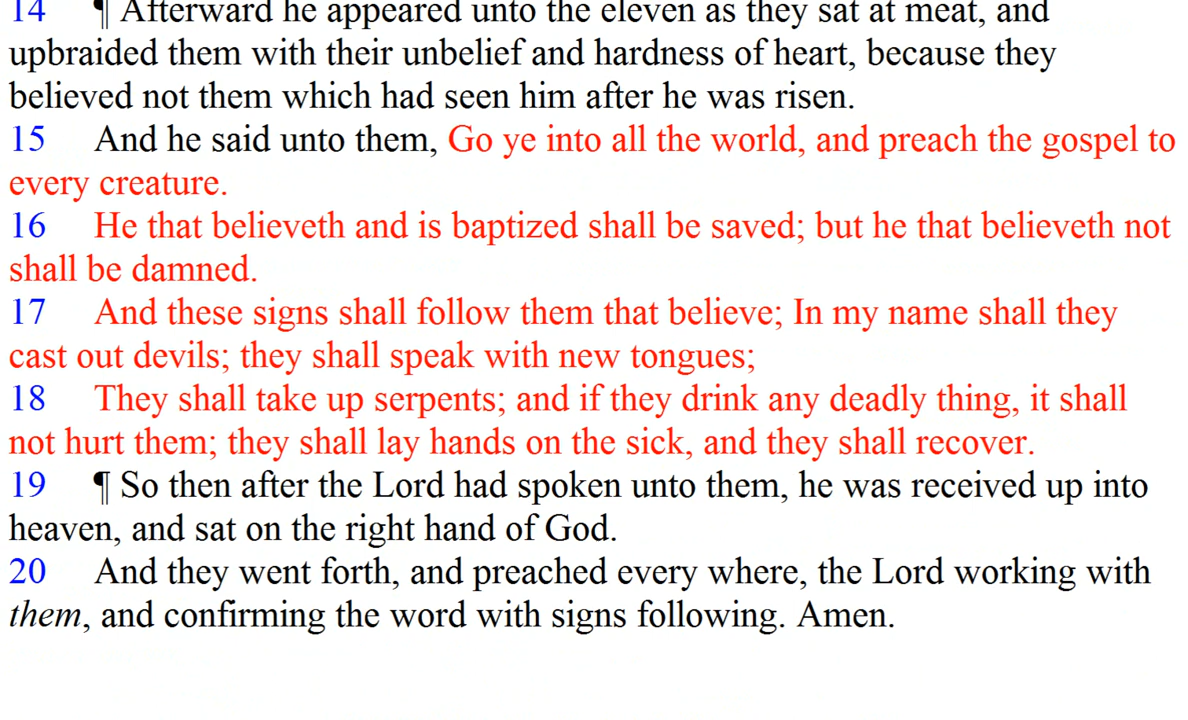 14 ¶ Afterward he appeared unto the eleven as they sat at meat, and
upbraided them with their unbelief and hardness of heart, because they
believed not them which had seen him after he was risen.
15 And he said unto them, Go ye into all the world, and preach the gospel to
every creature.
16 He that believeth and is baptized shall be saved; but he that believeth not
shall be damned.
17 And these signs shall follow them that believe; In my name shall they
cast out devils; they shall speak with new tongues;
18 They shall take up serpents; and if they drink any deadly thing, it shall
not hurt them; they shall lay hands on the sick, and they shall recover.
19 ¶ So then after the Lord had spoken unto them, he was received up into
heaven, and sat on the right hand of God.
20 And they went forth, and preached every where, the Lord working with
them, and confirming the word with signs following. Amen.